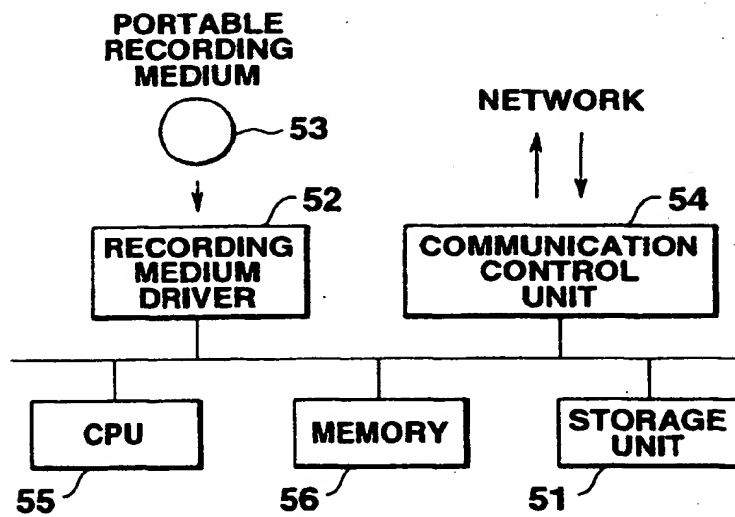 PORTABLE
RECORDING
MEDIUM
53
NETWORK
52
54
RECORDING
MEDIUM
DRIVER
COMMUNICATION
CONTROL
UNIT
CPU
MEMORY
STORAGE
UNIT
55
56
51